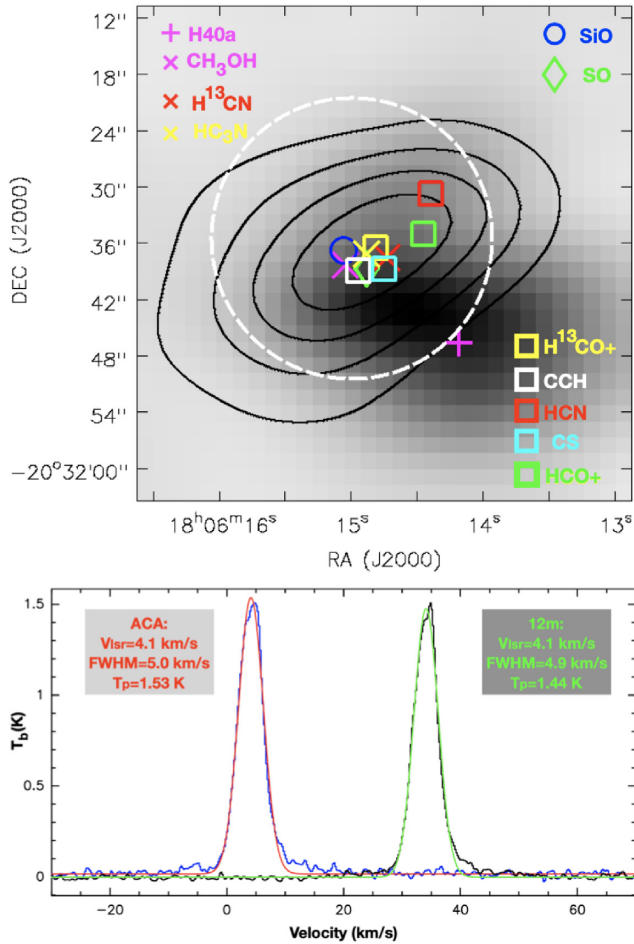 12''
18''
24''
30''
36''
42''
48''
54''
−20°32'00''
DEC (J2000)
H40a
CH₃OH
H¹³CN
HC₃N
SiO
SO
H¹³CO+
CCH
HCN
CS
HCO+
18ʰ06ᵐ16ˢ 15ˢ 14ˢ 13ˢ
RA (J2000)
1.5
1
0.5
0
T_b(K)
ACA:
Vlsr=4.1 km/s
FWHM=5.0 km/s
Tp=1.53 K
12m:
Vlsr=4.1 km/s
FWHM=4.9 km/s
Tp=1.44 K
−20 0 20 40 60
Velocity (km/s)